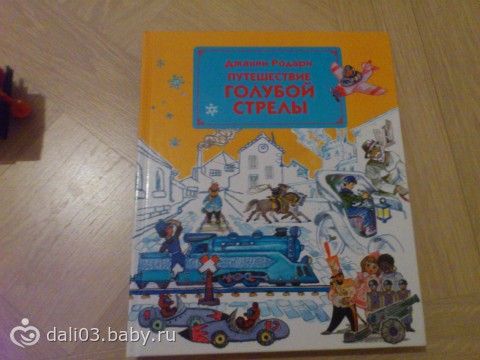 Джанни Родари
ПУТЕШЕСТВИЕ
ГОЛУБОЙ
СТРЕЛЫ
dali03.baby.ru